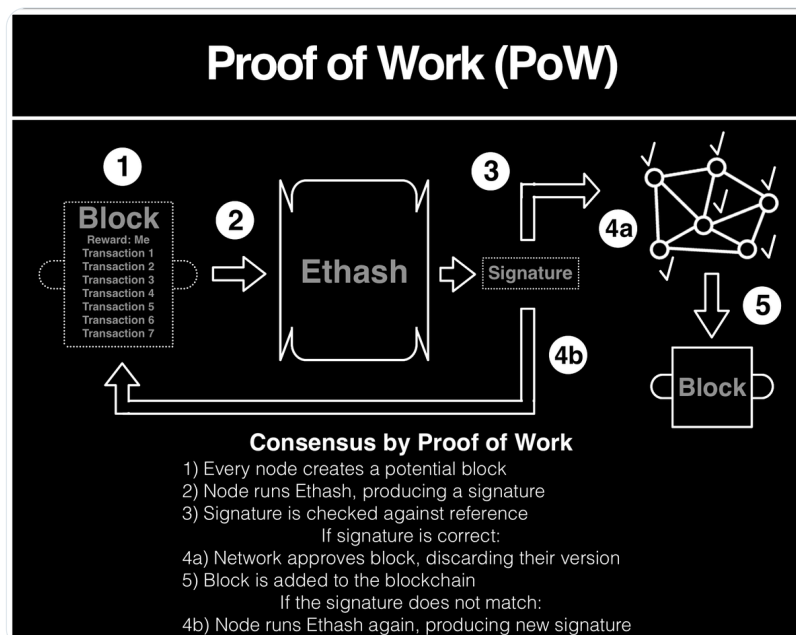 Proof of Work (PoW)
1
Block
Reward: Me
Transaction 1
Transaction 2
Transaction 3
Transaction 4
Transaction 5
Transaction 6
Transaction 7
2
Ethash
3
Signature
4a
4b
5
Block
Consensus by Proof of Work
1) Every node creates a potential block
2) Node runs Ethash, producing a signature
3) Signature is checked against reference
If signature is correct:
4a) Network approves block, discarding their version
5) Block is added to the blockchain
If the signature does not match:
4b) Node runs Ethash again, producing new signature